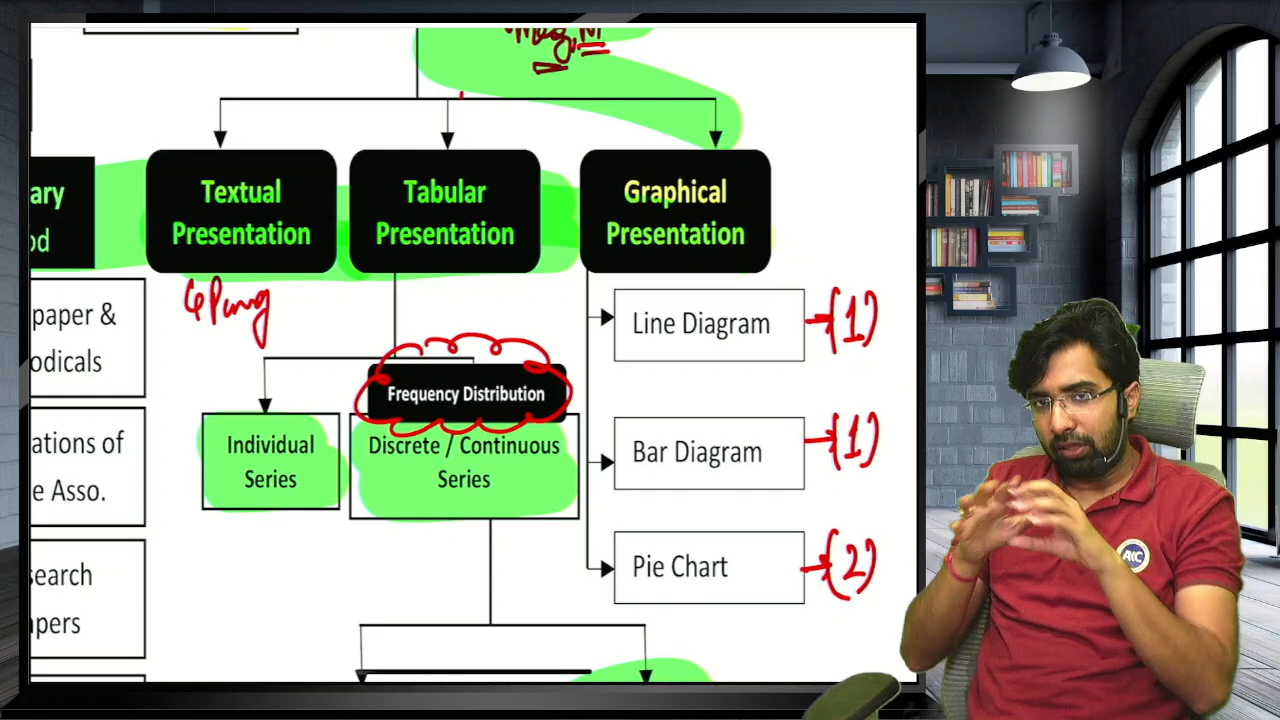 ary
od
Textual
Presentation
Tabular
Presentation
Graphical
Presentation
paper &
odicals
Line Diagram
(1)
Frequency Distribution
Individual
Series
Discrete / Continuous
Series
Bar Diagram
(1)
ations of
e Asso.
Pie Chart
(2)
search
pers